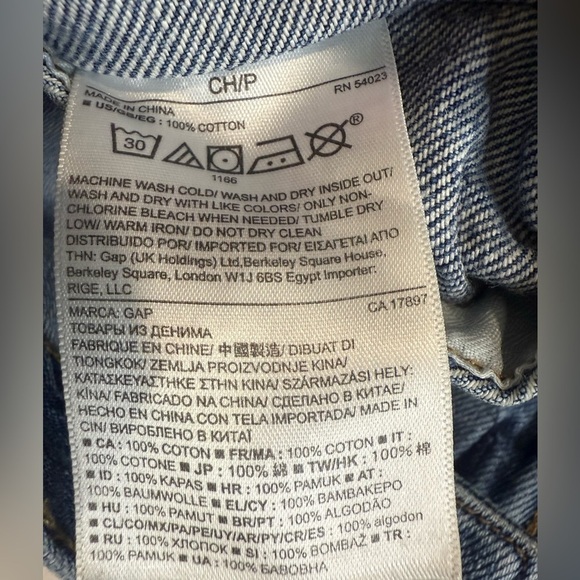 CH/P
RN 54023
MADE IN CHINA
■ US/GB/EG : 100% COTTON
30
®
1166
MACHINE WASH COLD/ WASH AND DRY INSIDE OUT/
WASH AND DRY WITH LIKE COLORS/ ONLY NON-
CHLORINE BLEACH WHEN NEEDED/ TUMBLE DRY
LOW/ WARM IRON/ DO NOT DRY CLEAN
DISTRIBUIDO POR/ IMPORTED FOR/ ΕΙΣΑΓΕΤΑΙ ΑΠΟ
ΤΗΝ: Gap (UK Holdings) Ltd,Berkeley Square House,
Berkeley Square, London W1J 6BS Egypt Importer:
RIGE, LLC
CA 17897
MARCA: GAP
ТОВАРЫ ИЗ ДЕНИМА
FABRIQUE EN CHINE/ 中國製造/ DIBUAT DI
TIONGKOK/ ZEMLJA PROIZVODNJE KINA/
ΚΑΤΑΣΚΕΥΑΣΤΗΚΕ ΣΤΗΝ ΚΙΝΑ/ SZÁRMAZÁSI HELY:
KÍNA/ FABRICADO NA CHINA/ СДЕЛАНО В КИТАЕ/
HECHO EN CHINA CON TELA IMPORTADA/ MADE IN
CIN/ ВИРОБЛЕНО В КИТАЇ
■ CA : 100% COTON ■ FR/MA : 100% COTON ■ IT :
100% COTONE ■ JP : 100% 綿 ■ TW/HK : 100% 棉
■ ID : 100% KAPAS ■ HR : 100% PAMUK ■ AT :
100% BAUMWOLLE ■ EL/CY : 100% ΒΑΜΒΑΚΕΡΟ
■ HU : 100% PAMUT ■ BR/PT : 100% ALGODÃO
■ CL/CO/MX/PA/PE/UY/AR/PY/CR/ES : 100% algodon
■ RU : 100% ХЛОПОК ■ SI : 100% BOMBAŽ ■ TR :
100% PAMUK ■ UA : 100% БАВОВНА